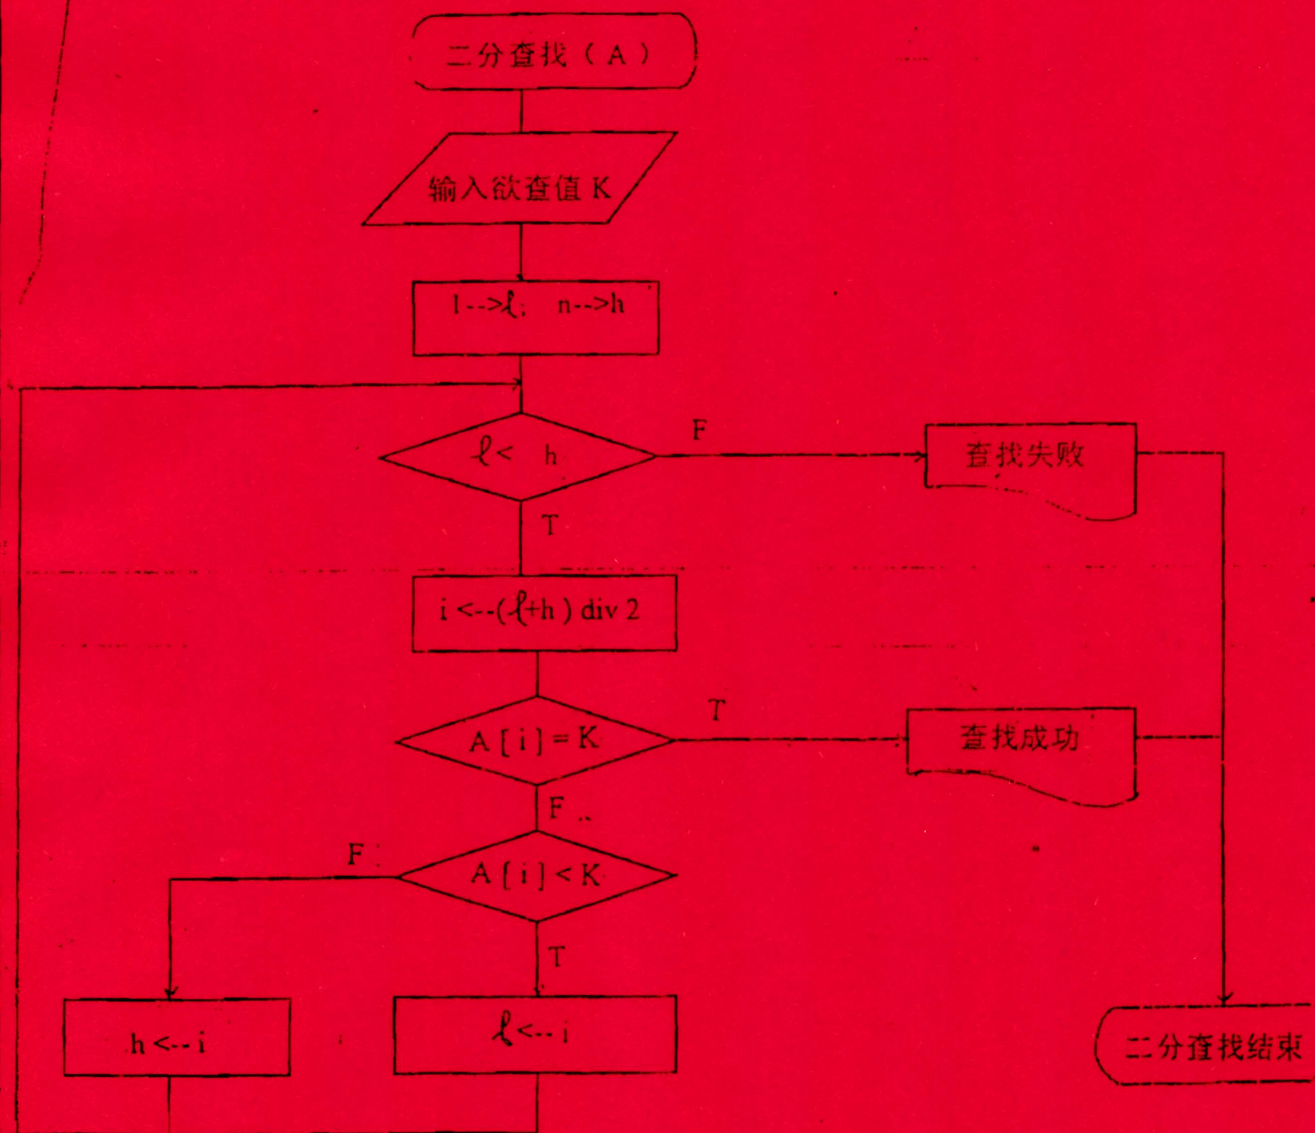 二分查找（A）
输入欲查值 K
1-->ℓ; n-->h
ℓ< h
F
查找失败
T
i<--(ℓ+h) div 2
A[i]=K
T
查找成功
F
A[i]<K
F
T
h<--i
ℓ<--i
二分查找结束